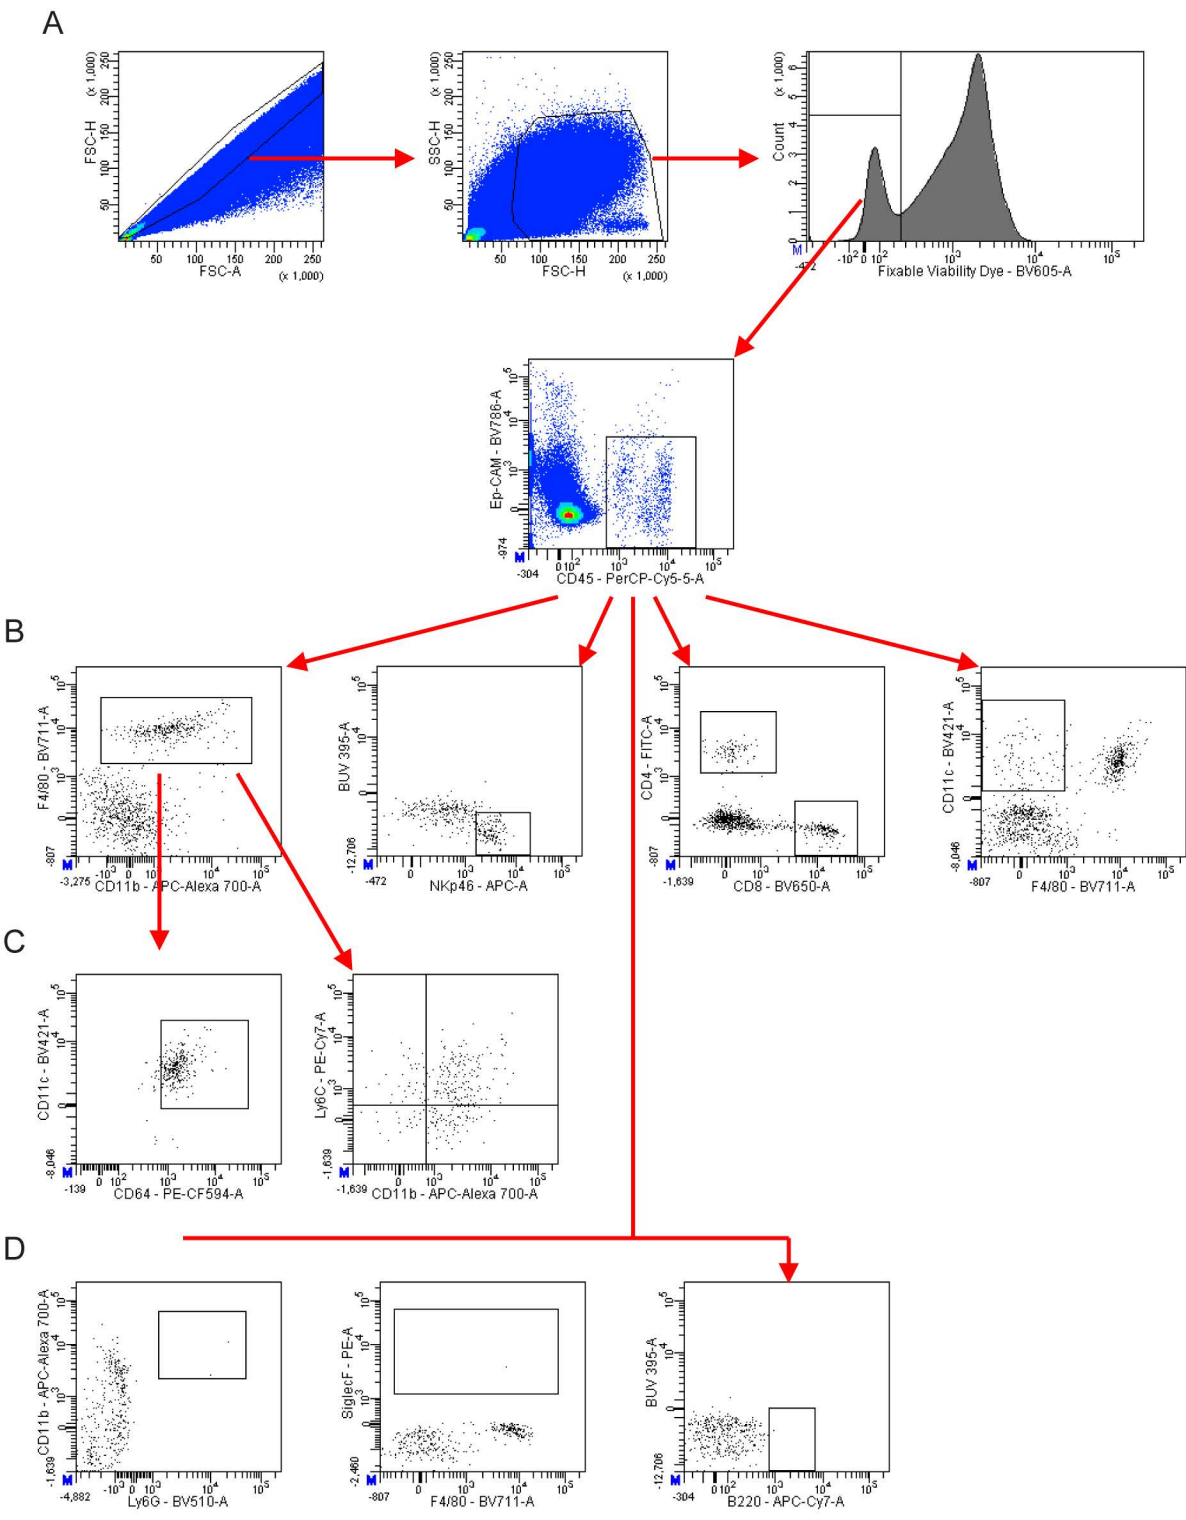 A
FSC-H
(x 1,000)
50 100 150 200 250
50 100 150 200 250
FSC-A
(x 1,000)
SSC-H
(x 1,000)
50 100 150 200 250
50 100 150 200 250
FSC-H
(x 1,000)
Count
(x 1,000)
0 1 2 3 4 5 6
M
-472
-10² 0 10² 10³ 10⁴ 10⁵
Fixable Viability Dye - BV605-A
Ep-CAM - BV786-A
-974 0 10³ 10⁴ 10⁵
M
-304 0 10² 10³ 10⁴ 10⁵
CD45 - PerCP-Cy5-5-A
B
F4/80 - BV711-A
-807 0 10³ 10⁴ 10⁵
M
-3,275 -10³ 0 10³ 10⁴ 10⁵
CD11b - APC-Alexa 700-A
BUV 395-A
-12,706 0 10⁴ 10⁵
M
-472 0 10³ 10⁴ 10⁵
NKp46 - APC-A
CD4 - FITC-A
-807 0 10³ 10⁴ 10⁵
M
-1,639 0 10³ 10⁴ 10⁵
CD8 - BV650-A
CD11c - BV421-A
-8,046 0 10⁴ 10⁵
M
-807 0 10³ 10⁴ 10⁵
F4/80 - BV711-A
C
CD11c - BV421-A
-8,046 0 10⁴ 10⁵
M
-139 0 10² 10³ 10⁴ 10⁵
CD64 - PE-CF594-A
Ly6C - PE-Cy7-A
-1,639 0 10³ 10⁴ 10⁵
M
-1,639 0 10³ 10⁴ 10⁵
CD11b - APC-Alexa 700-A
D
CD11b - APC-Alexa 700-A
-1,639 0 10³ 10⁴ 10⁵
M
-4,882 -10³ 0 10³ 10⁴ 10⁵
Ly6G - BV510-A
SiglecF - PE-A
-2,460 0 10³ 10⁴ 10⁵
M
-807 0 10³ 10⁴ 10⁵
F4/80 - BV711-A
BUV 395-A
-12,706 0 10⁴ 10⁵
M
-304 0 10² 10³ 10⁴ 10⁵
B220 - APC-Cy7-A